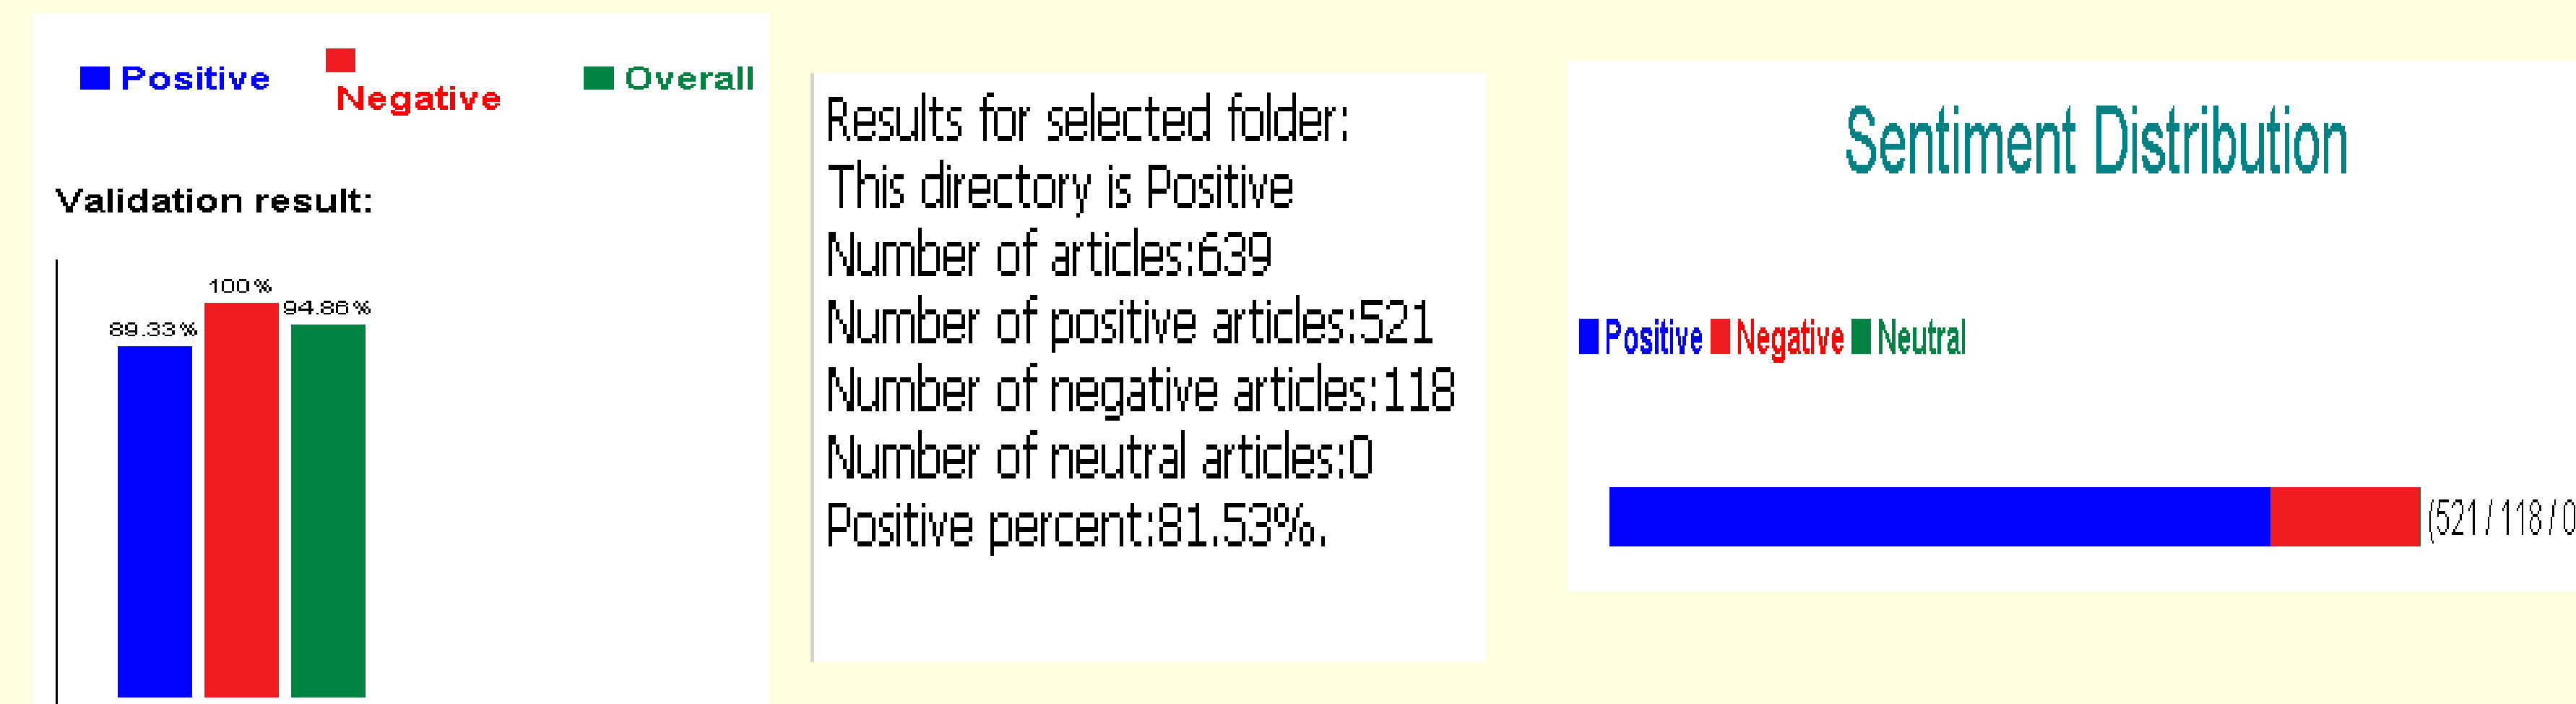 Positive
Negative
Overall
Validation result:
89.33%
100%
94.86%
Results for selected folder:
This directory is Positive
Number of articles:639
Number of positive articles:521
Number of negative articles:118
Number of neutral articles:0
Positive percent:81.53%.
Sentiment Distribution
Positive Negative Neutral
(521/118/0